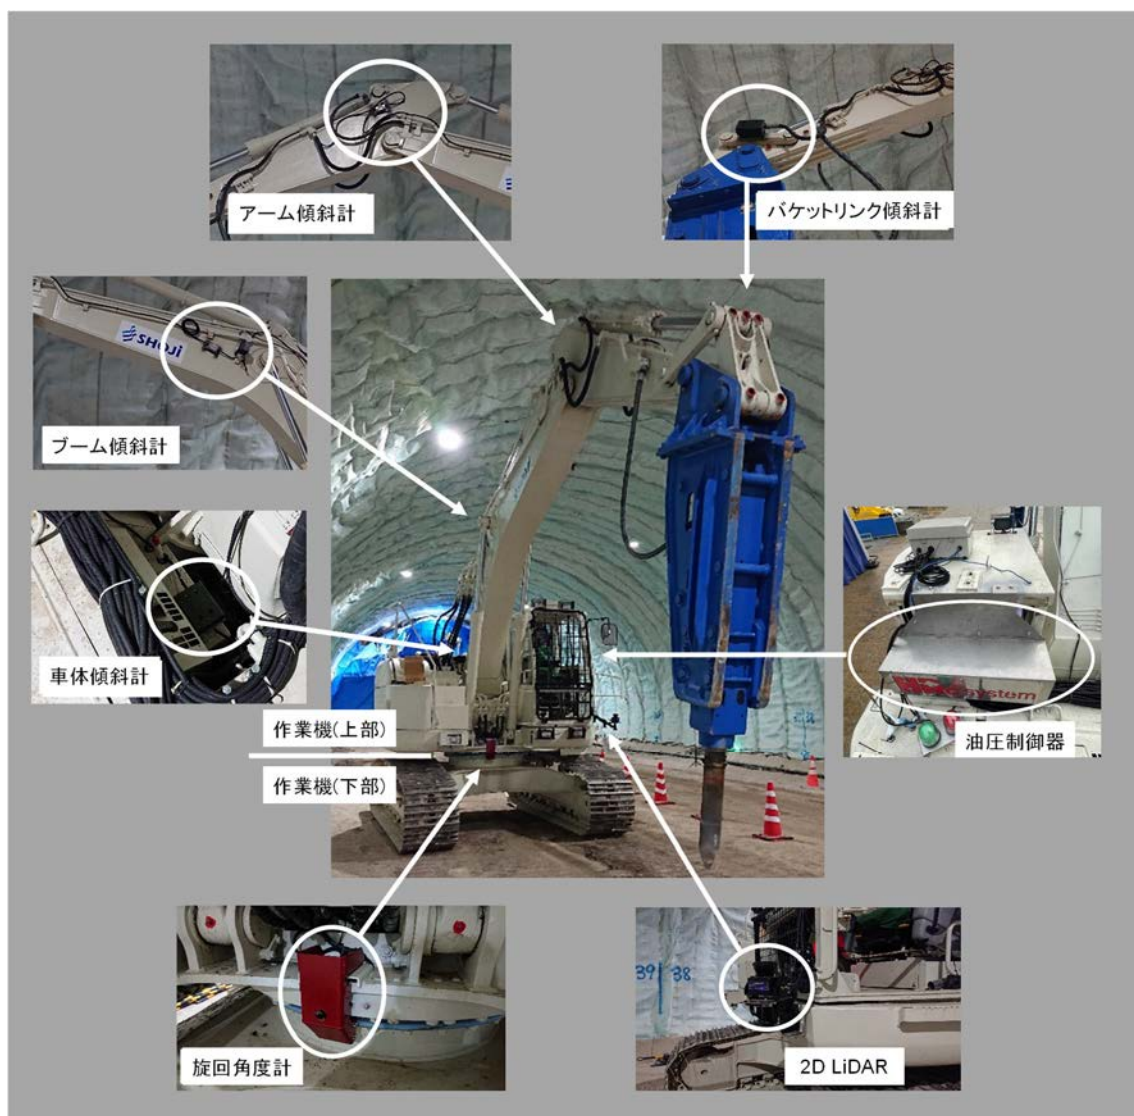 アーム傾斜計
バケットリンク傾斜計
SHOJi
ブーム傾斜計
車体傾斜計
作業機(上部)
作業機(下部)
system
油圧制御器
39 38
旋回角度計
2D LiDAR